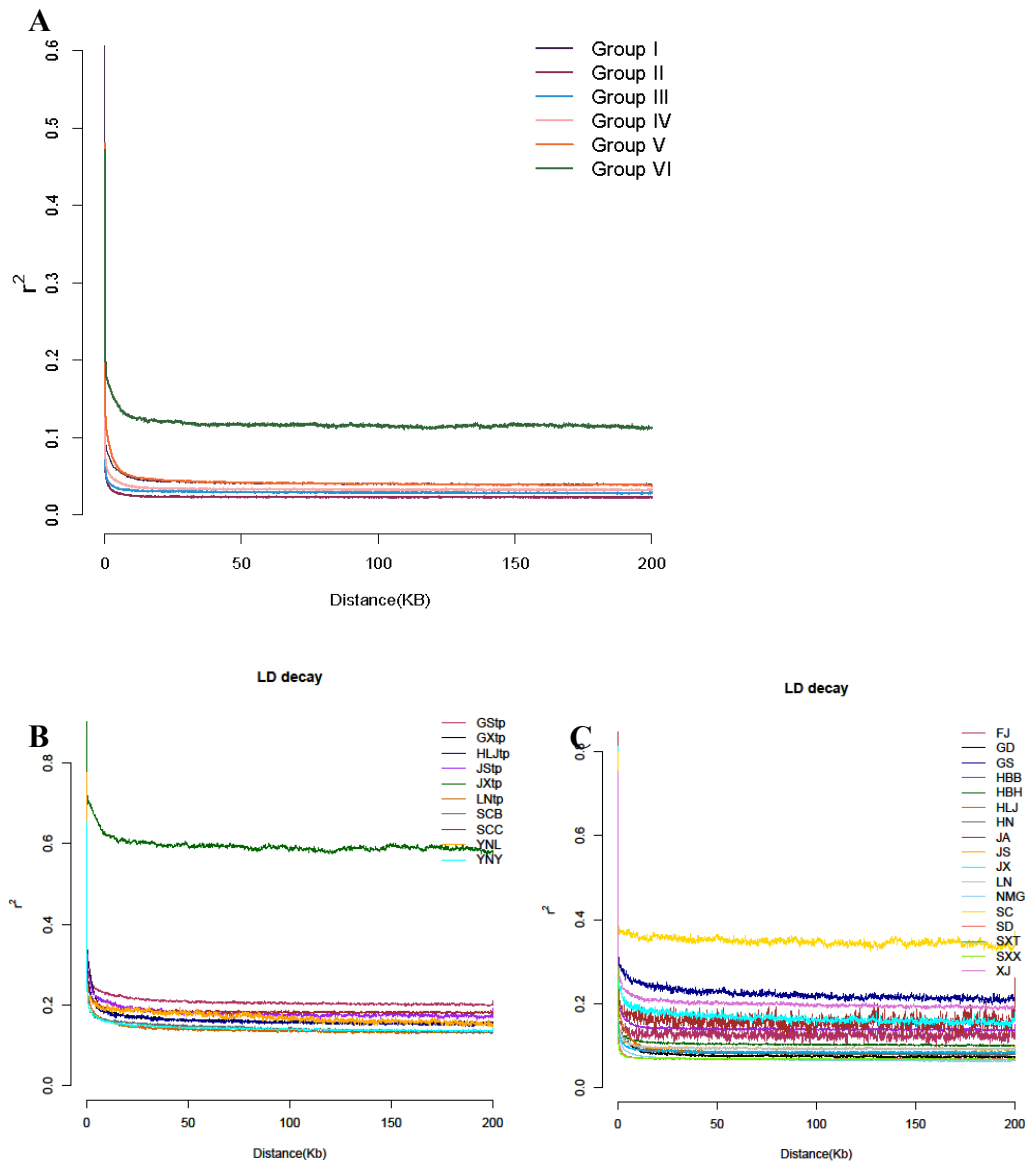 A
Group I
Group II
Group III
Group IV
Group V
Group VI
0.6
0.5
0.4
0.3
0.2
0.1
0.0
r²
0 50 100 150 200
Distance(KB)
LD decay
B
GStp
GXtp
HLJtp
JStp
JXtp
LNtp
SCB
SCC
YNL
YNY
0.8
0.6
0.4
0.2
0.0
r²
0 50 100 150 200
Distance(Kb)
LD decay
C
FJ
GD
GS
HBB
HBH
HLJ
HN
JA
JS
JX
LN
NMG
SC
SD
SXT
SXX
XJ
0.8
0.6
0.4
0.2
0.0
r²
0 50 100 150 200
Distance(Kb)